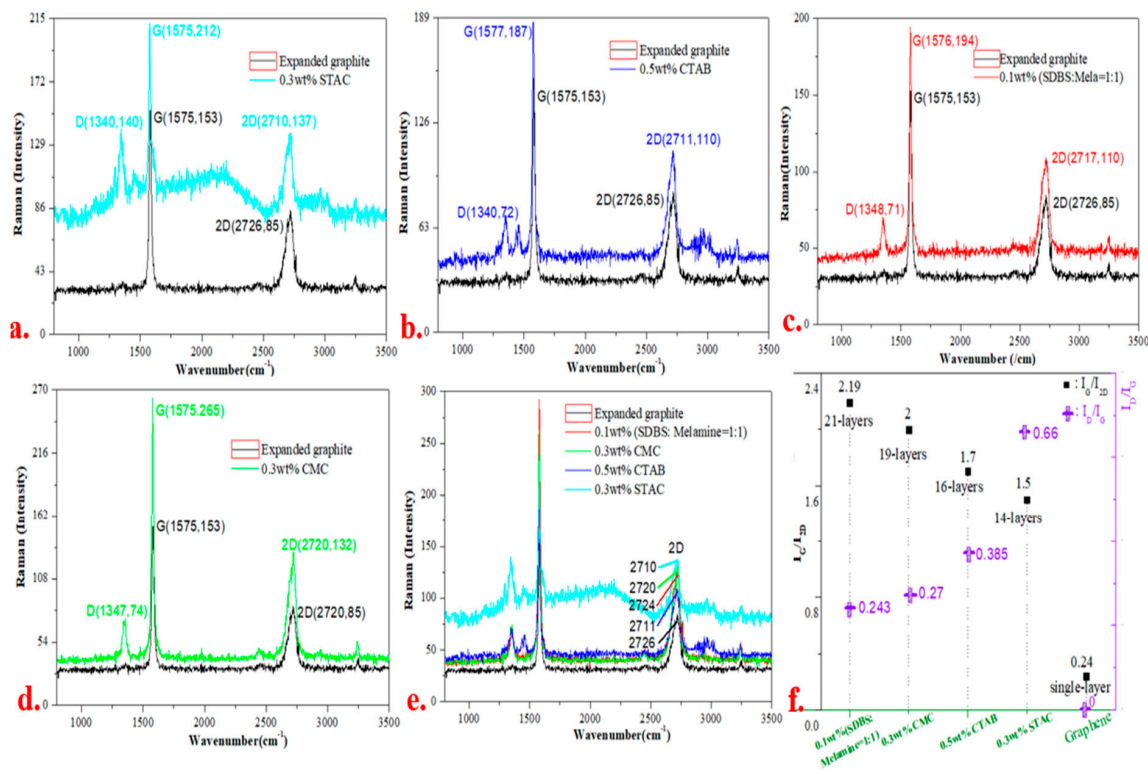 215
172
129
86
43
0
Raman (Intensity)
G(1575,212)
Expanded graphite
0.3wt% STAC
G(1575,153)
D(1340,140)
2D(2710,137)
2D(2726,85)
1000 1500 2000 2500 3000 3500
Wavenumber(cm-1)
a.
189
126
63
0
Raman (Intensity)
G(1577,187)
Expanded graphite
0.5wt% CTAB
G(1575,153)
2D(2711,110)
D(1340,72)
2D(2726,85)
1000 1500 2000 2500 3000 3500
Wavenumber(cm-1)
b.
200
150
100
50
0
Raman(Intensity)
G(1576,194)
Expanded graphite
0.1wt% (SDBS:Mela=1:1)
G(1575,153)
2D(2717,110)
D(1348,71)
2D(2726,85)
1000 1500 2000 2500 3000 3500
Wavenumber (/cm)
c.
270
216
162
108
54
0
Raman (Intensity)
G(1575.265)
Expanded graphite
0.3wt% CMC
G(1575,153)
2D(2720,132)
D(1347,74)
2D(2720,85)
1000 1500 2000 2500 3000 3500
Wavenumber(cm-1)
d.
300
250
200
150
100
50
0
Raman (Intensity)
Expanded graphite
0.1wt% (SDBS: Melamine=1:1)
0.3wt% CMC
0.5wt% CTAB
0.3wt% STAC
2D
2710
2720
2724
2711
2726
1000 1500 2000 2500 3000 3500
Wavenumber(cm-1)
e.
2.4
1.6
0.8
0.0
IG/I2D
ID/IG
: IG/I2D
: ID/IG
2.19
21-layers
2
19-layers
1.7
16-layers
1.5
14-layers
0.66
0.385
0.27
0.243
0.24
single-layer
0
0.1wt%(SDBS:
Melamine=1:1)
0.3wt% CMC
0.5wt% CTAB
0.3wt% STAC
Graphene
f.